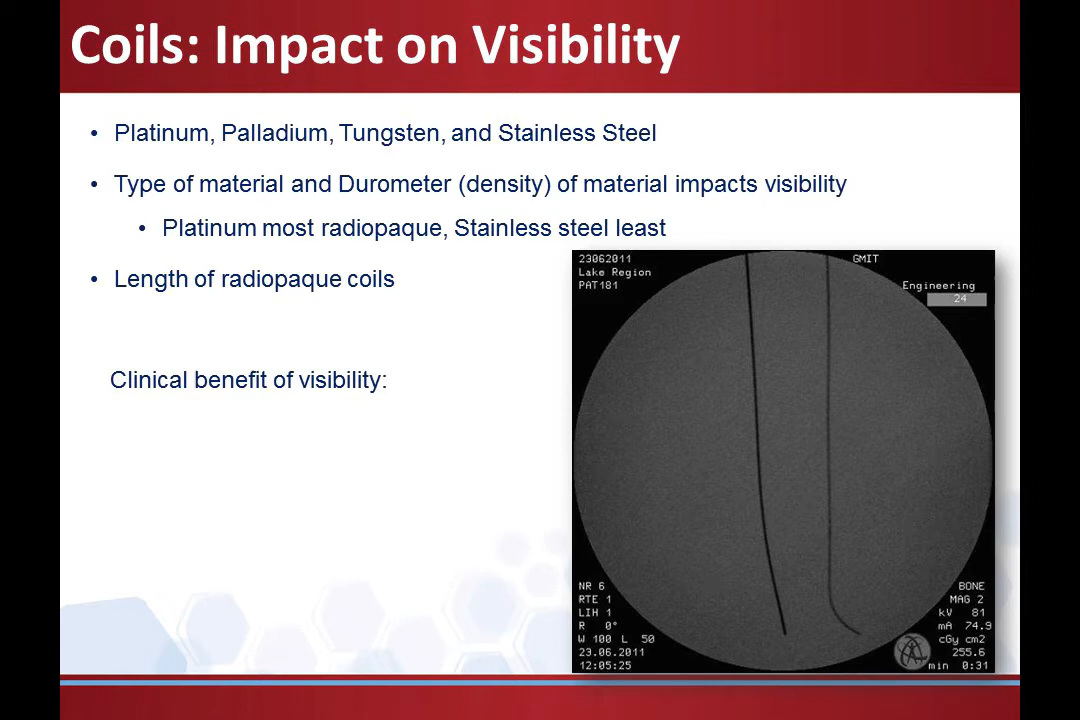 Coils: Impact on Visibility
• Platinum, Palladium, Tungsten, and Stainless Steel
• Type of material and Durometer (density) of material impacts visibility
• Platinum most radiopaque, Stainless steel least
• Length of radiopaque coils
Clinical benefit of visibility:
23062011
Lake Region
PAT181
GMIT
Engineering
24
NR 6
RTE 1
LIH 1
R 0°
W 100 L 50
23.06.2011
12:05:25
BONE
MAG 2
kV 81
mA 74.9
cGy cm2
255.6
min 0:31